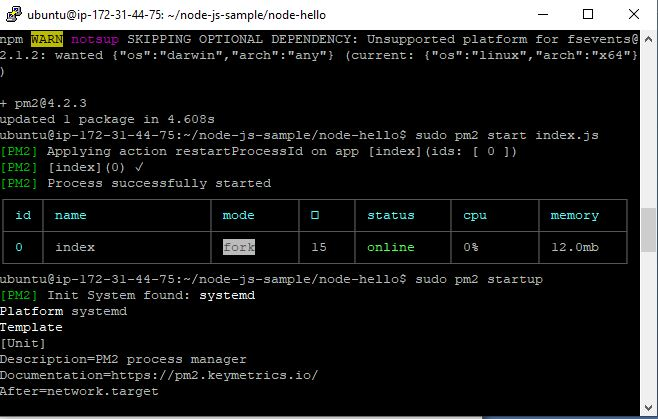 ubuntu@ip-172-31-44-75: ~/node-js-sample/node-hello
npm WARN notsup SKIPPING OPTIONAL DEPENDENCY: Unsupported platform for fsevents@
2.1.2: wanted {"os":"darwin","arch":"any"} (current: {"os":"linux","arch":"x64"}
)
+ pm2@4.2.3
updated 1 package in 4.608s
ubuntu@ip-172-31-44-75:~/node-js-sample/node-hello$ sudo pm2 start index.js
[PM2] Applying action restartProcessId on app [index](ids: [ 0 ])
[PM2] [index](0) ✓
[PM2] Process successfully started
id name mode □ status cpu memory
0 index fork 15 online 0% 12.0mb
ubuntu@ip-172-31-44-75:~/node-js-sample/node-hello$ sudo pm2 startup
[PM2] Init System found: systemd
Platform systemd
Template
[Unit]
Description=PM2 process manager
Documentation=https://pm2.keymetrics.io/
After=network.target